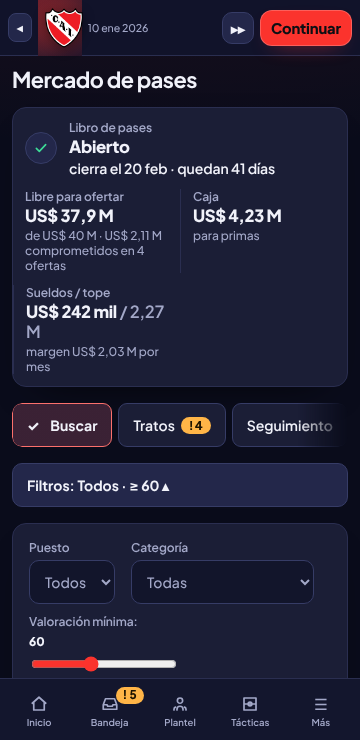 ◂
C.A.I.
10 ene 2026
▸▸
Continuar
Mercado de pases
Libro de pases
Abierto
cierra el 20 feb · quedan 41 días
Libre para ofertar
US$ 37,9 M
de US$ 40 M · US$ 2,11 M
comprometidos en 4
ofertas
Caja
US$ 4,23 M
para primas
Sueldos / tope
US$ 242 mil / 2,27
M
margen US$ 2,03 M por
mes
✓ Buscar
Tratos ! 4
Seguimiento
Filtros: Todos · ≥ 60 ▴
Puesto
Todos
Categoría
Todas
Valoración mínima:
60
! 5
Inicio
Bandeja
Plantel
Tácticas
Más